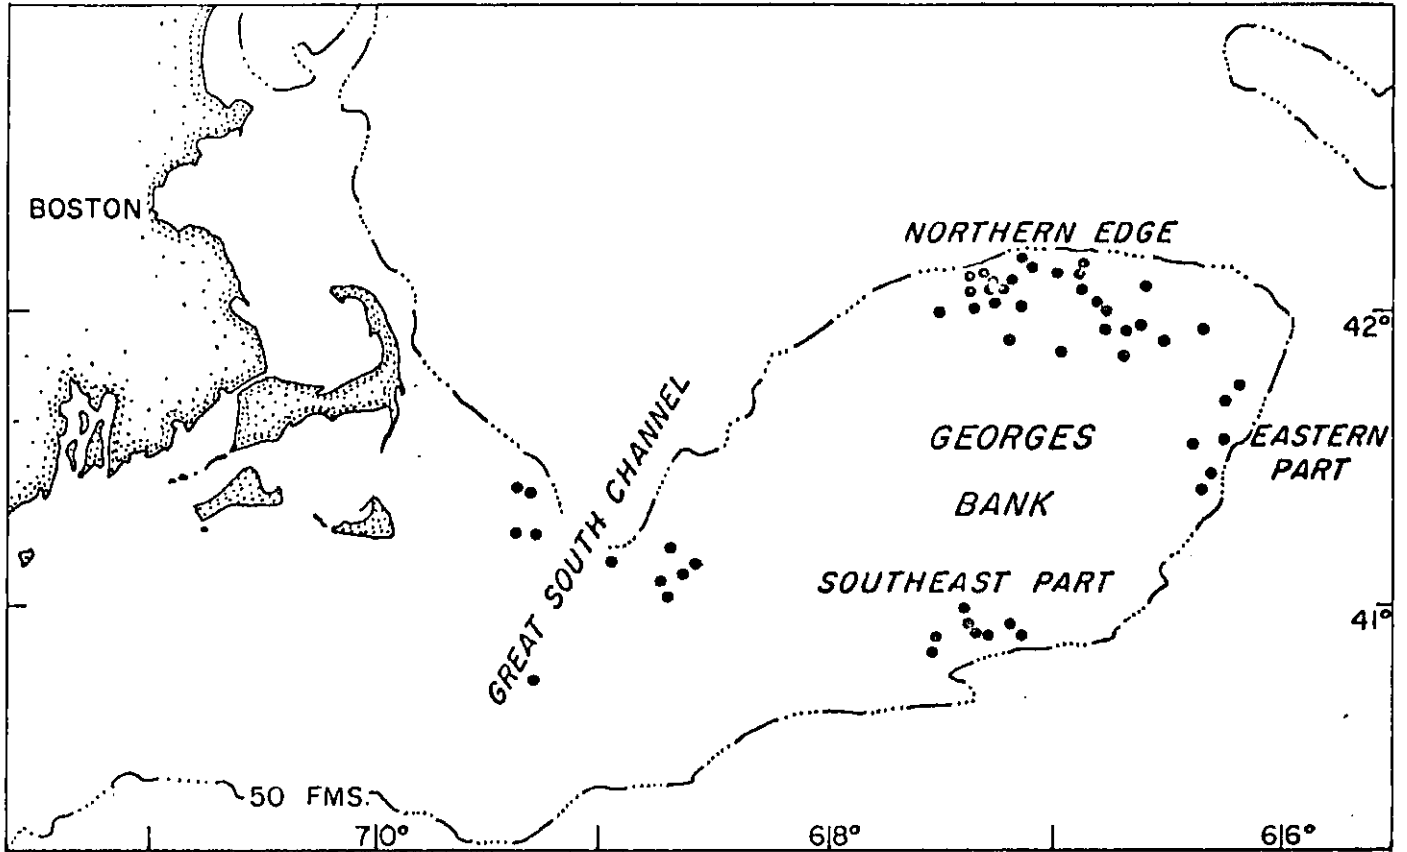 BOSTON
NORTHERN EDGE
42°
GREAT SOUTH CHANNEL
GEORGES
BANK
EASTERN
PART
SOUTHEAST PART
41°
50 FMS.
70°
68°
66°